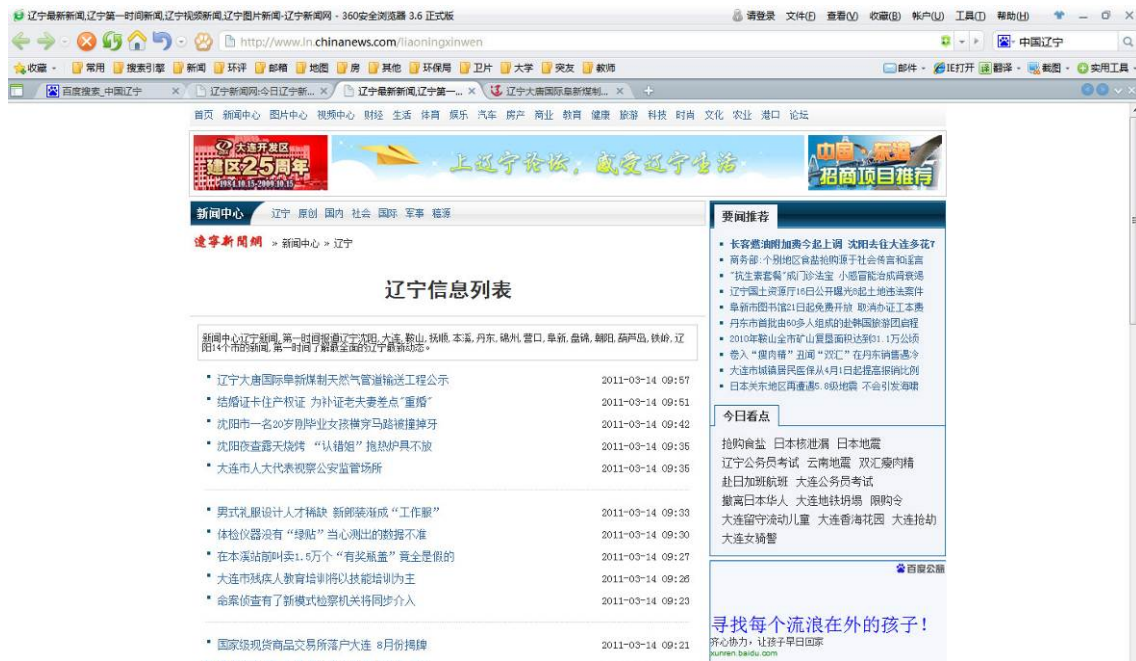 辽宁最新新闻,辽宁第一时间新闻,辽宁视频新闻,辽宁图片新闻-辽宁新闻网 - 360安全浏览器 3.6 正式版
请登录 文件(F) 查看(V) 收藏(B) 帐户(U) 工具(T) 帮助(H)
http://www.ln.chinanews.com/liaoningxinwen
中国辽宁
收藏 常用 搜索引擎 新闻 环评 邮箱 地图 房 其他 环保局 卫片 大学 突发 教师
邮件 IE打开 翻译 截图 实用工具
百度搜索_中国辽宁 辽宁新闻网:今日辽宁新... 辽宁最新新闻,辽宁第一... 辽宁大唐国际阜新煤制...
首页 新闻中心 图片中心 视频中心 财经 生活 体育 娱乐 汽车 房产 商业 教育 健康 旅游 科技 时尚 文化 农业 港口 论坛
大连开发区
建区25周年
1984.10.15-2009.10.15
上辽宁论坛,感受辽宁生活
招商项目推荐
新闻中心 辽宁 原创 国内 社会 国际 军事 稿源
遼寧新聞網 » 新闻中心 » 辽宁
辽宁信息列表
新闻中心辽宁新闻,第一时间报道辽宁沈阳,大连,鞍山,抚顺,本溪,丹东,锦州,营口,阜新,盘锦,朝阳,葫芦岛,铁岭,辽
阳14个市的新闻,第一时间了解最全面的辽宁最新动态。
辽宁大唐国际阜新煤制天然气管道输送工程公示 2011-03-14 09:57
结婚证卡住产权证 为补证老夫妻差点"重婚" 2011-03-14 09:51
沈阳市一名20岁刚毕业女孩横穿马路被撞掉牙 2011-03-14 09:42
沈阳夜查露天烧烤 “认错姐”抱热炉具不放 2011-03-14 09:35
大连市人大代表视察公安监管场所 2011-03-14 09:35
男式礼服设计人才稀缺 新郎装渐成“工作服” 2011-03-14 09:33
体检仪器没有“绿贴”当心测出的数据不准 2011-03-14 09:30
在本溪站前叫卖1.5万个“有奖瓶盖”竟全是假的 2011-03-14 09:27
大连市残疾人教育培训将以技能培训为主 2011-03-14 09:26
命案侦查有了新模式检察机关将同步介入 2011-03-14 09:23
国家级现货商品交易所落户大连 8月份揭牌 2011-03-14 09:21
要闻推荐
长客燃油附加费今起上调 沈阳去往大连多花7
商务部:个别地区食盐抢购源于社会传言和谣言
"抗生素套餐"成门诊法宝 小感冒能治成肾衰竭
辽宁国土资源厅16日公开曝光8起土地违法案件
阜新市图书馆21日起免费开放 取消办证工本费
丹东市首批由60多人组成的赴韩国旅游团启程
2010年鞍山全市矿山复垦面积达到31.1万公顷
卷入“瘦肉精”丑闻“双汇”在丹东销售遇冷
大连市城镇居民医保从4月1日起提高报销比例
日本关东地区再遭遇5.8级地震 不会引发海啸
今日看点
抢购食盐 日本核泄漏 日本地震
辽宁公务员考试 云南地震 双汇瘦肉精
赴日加班航班 大连公务员考试
撤离日本华人 大连地铁坍塌 限购令
大连留守流动儿童 大连香海花园 大连抢劫
大连女骑警
百度公益
寻找每个流浪在外的孩子!
齐心协力,让孩子早日回家
xunren.baidu.com